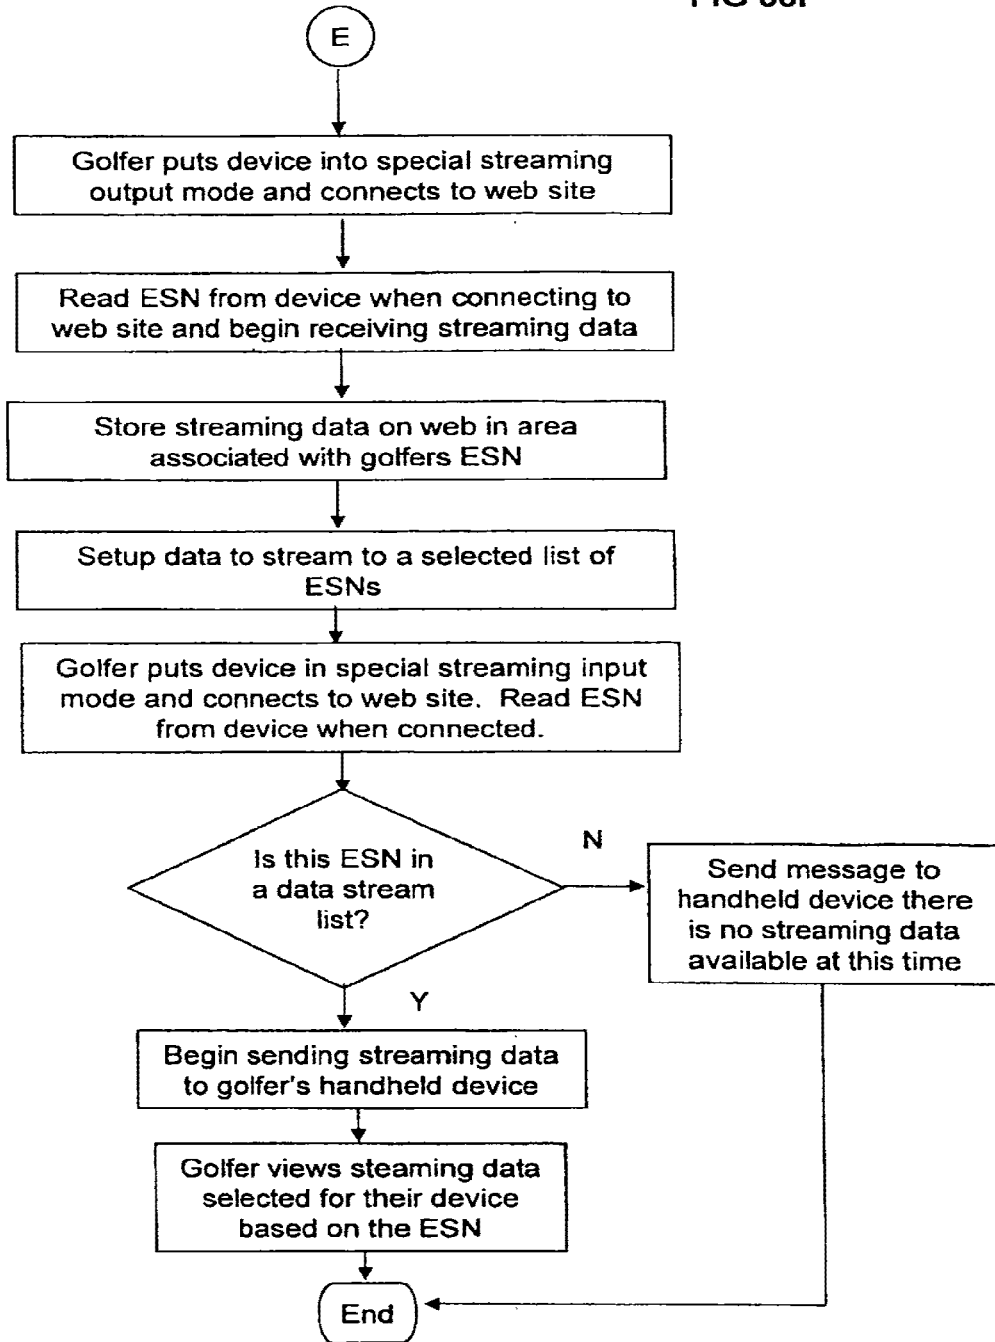 E
Golfer puts device into special streaming
output mode and connects to web site
Read ESN from device when connecting to
web site and begin receiving streaming data
Store streaming data on web in area
associated with golfers ESN
Setup data to stream to a selected list of
ESNs
Golfer puts device in special streaming input
mode and connects to web site. Read ESN
from device when connected.
Is this ESN in
a data stream
list?
N
Send message to
handheld device there
is no streaming data
available at this time
Y
Begin sending streaming data
to golfer's handheld device
Golfer views steaming data
selected for their device
based on the ESN
End